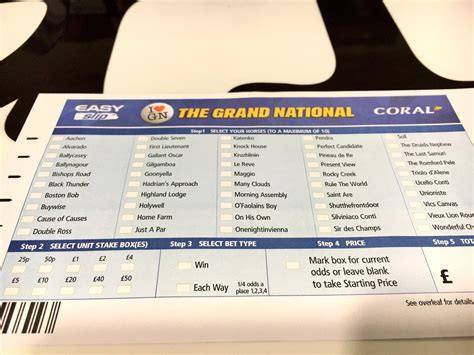 EASY slip
I ♥ GN
THE GRAND NATIONAL
CORAL
Step1 SELECT YOUR HORSES (TO A MAXIMUM OF 10)
Aachen Double Seven Katenko Pendra Soll
Alvarado First Lieutenant Knock House Perfect Candidate The Druids Nephew
Ballycasey Gallant Oscar Kruzhlinin Pineau de Re The Last Samuri
Ballynagour Gilgamboa Le Reve Present View The Romford Pele
Bishops Road Goonyella Maggio Rocky Creek Triolo d'Alene
Black Thunder Hadrian's Approach Many Clouds Rule The World Ucello Conti
Boston Bob Highland Lodge Morning Assembly Saint Are Unioniste
Buywise Holywell O'Faolains Boy Shutthefrontdoor Vics Canvas
Cause of Causes Home Farm On His Own Silviniaco Conti Vieux Lion Rou
Double Ross Just A Par Onenightinvienna Sir des Champs Wonderful C
Step 2 SELECT UNIT STAKE BOX(ES) Step 3 SELECT BET TYPE Step 4 PRICE Step 5
25p 50p £1 £2 £4
£5
Win
Each Way
1/4 odds a place 1,2,3,4
Mark box for current
odds or leave blank
to take Starting Price
£
See overleaf for details.